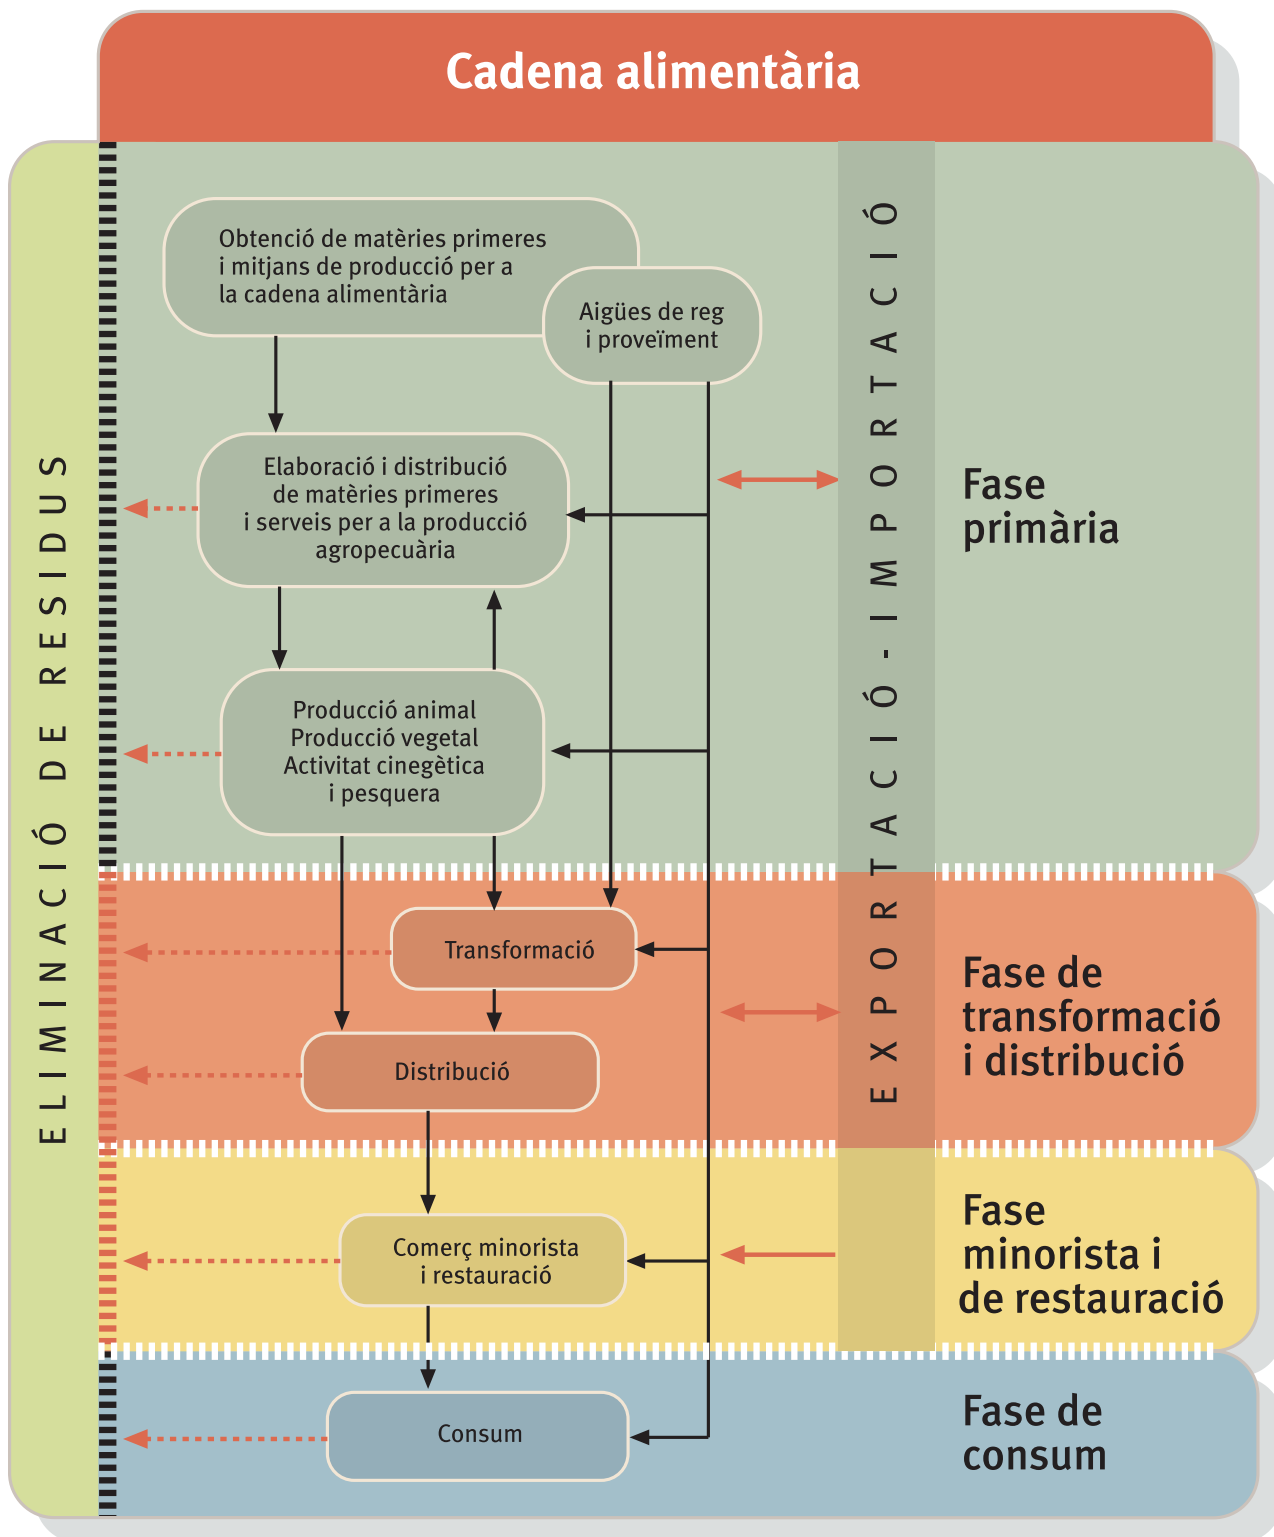 Cadena alimentària
ELIMINACIÓ DE RESIDUS
Obtenció de matèries primeres
i mitjans de producció per a
la cadena alimentària
Aigües de reg
i proveïment
Elaboració i distribució
de matèries primeres
i serveis per a la producció
agropecuària
Producció animal
Producció vegetal
Activitat cinegètica
i pesquera
EXPORTACIÓ-IMPORTACIÓ
Fase
primària
Transformació
Distribució
Fase de
transformació
i distribució
Comerç minorista
i restauració
Fase
minorista i
de restauració
Consum
Fase de
consum